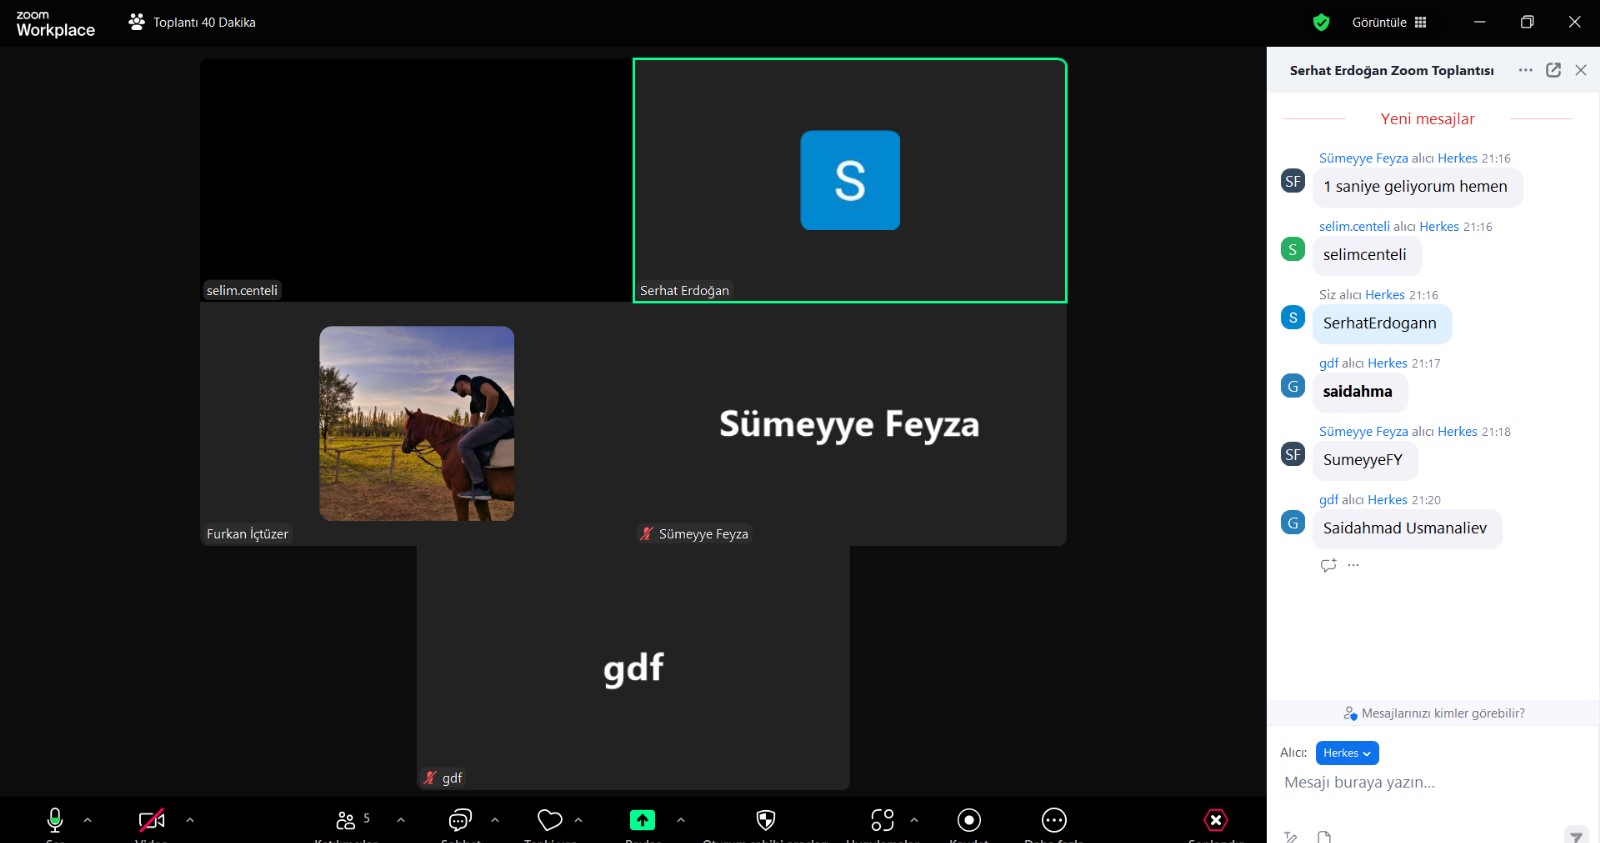 zoom
Workplace
Toplantı 40 Dakika
Görüntüle
selim.centeli
S
Serhat Erdoğan
Furkan İçtüzer
Sümeyye Feyza
Sümeyye Feyza
gdf
gdf
5
Serhat Erdoğan Zoom Toplantısı
Yeni mesajlar
Sümeyye Feyza alıcı Herkes 21:16
SF
1 saniye geliyorum hemen
selim.centeli alıcı Herkes 21:16
S
selimcenteli
Siz alıcı Herkes 21:16
S
SerhatErdogann
gdf alıcı Herkes 21:17
G
saidahma
Sümeyye Feyza alıcı Herkes 21:18
SF
SumeyyeFY
gdf alıcı Herkes 21:20
G
Saidahmad Usmanaliev
Mesajlarınızı kimler görebilir?
Alıcı: Herkes
Mesajı buraya yazın...